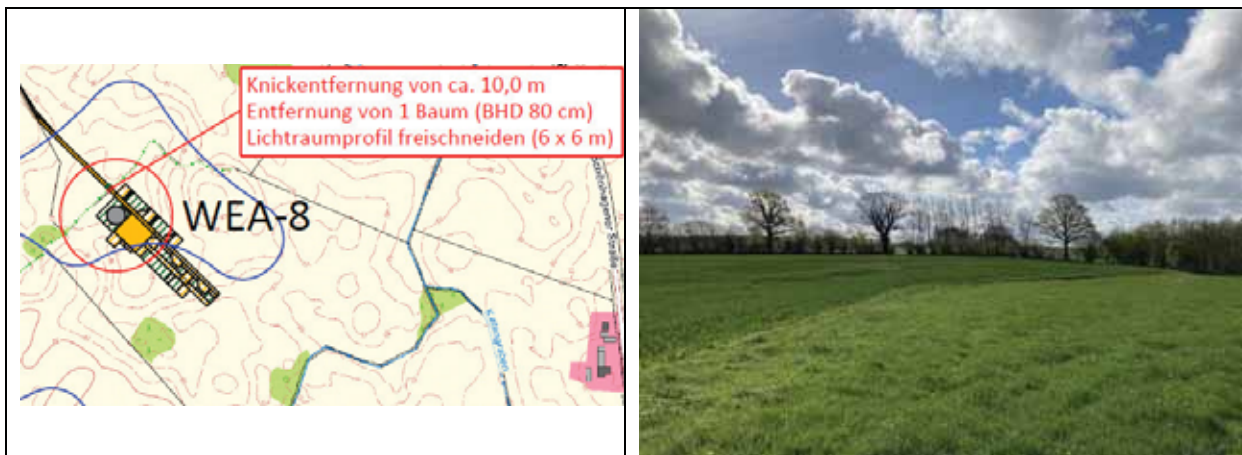 Knickentfernung von ca. 10,0 m
Entfernung von 1 Baum (BHD 80 cm)
Lichtraumprofil freischneiden (6 x 6 m)
WEA-8